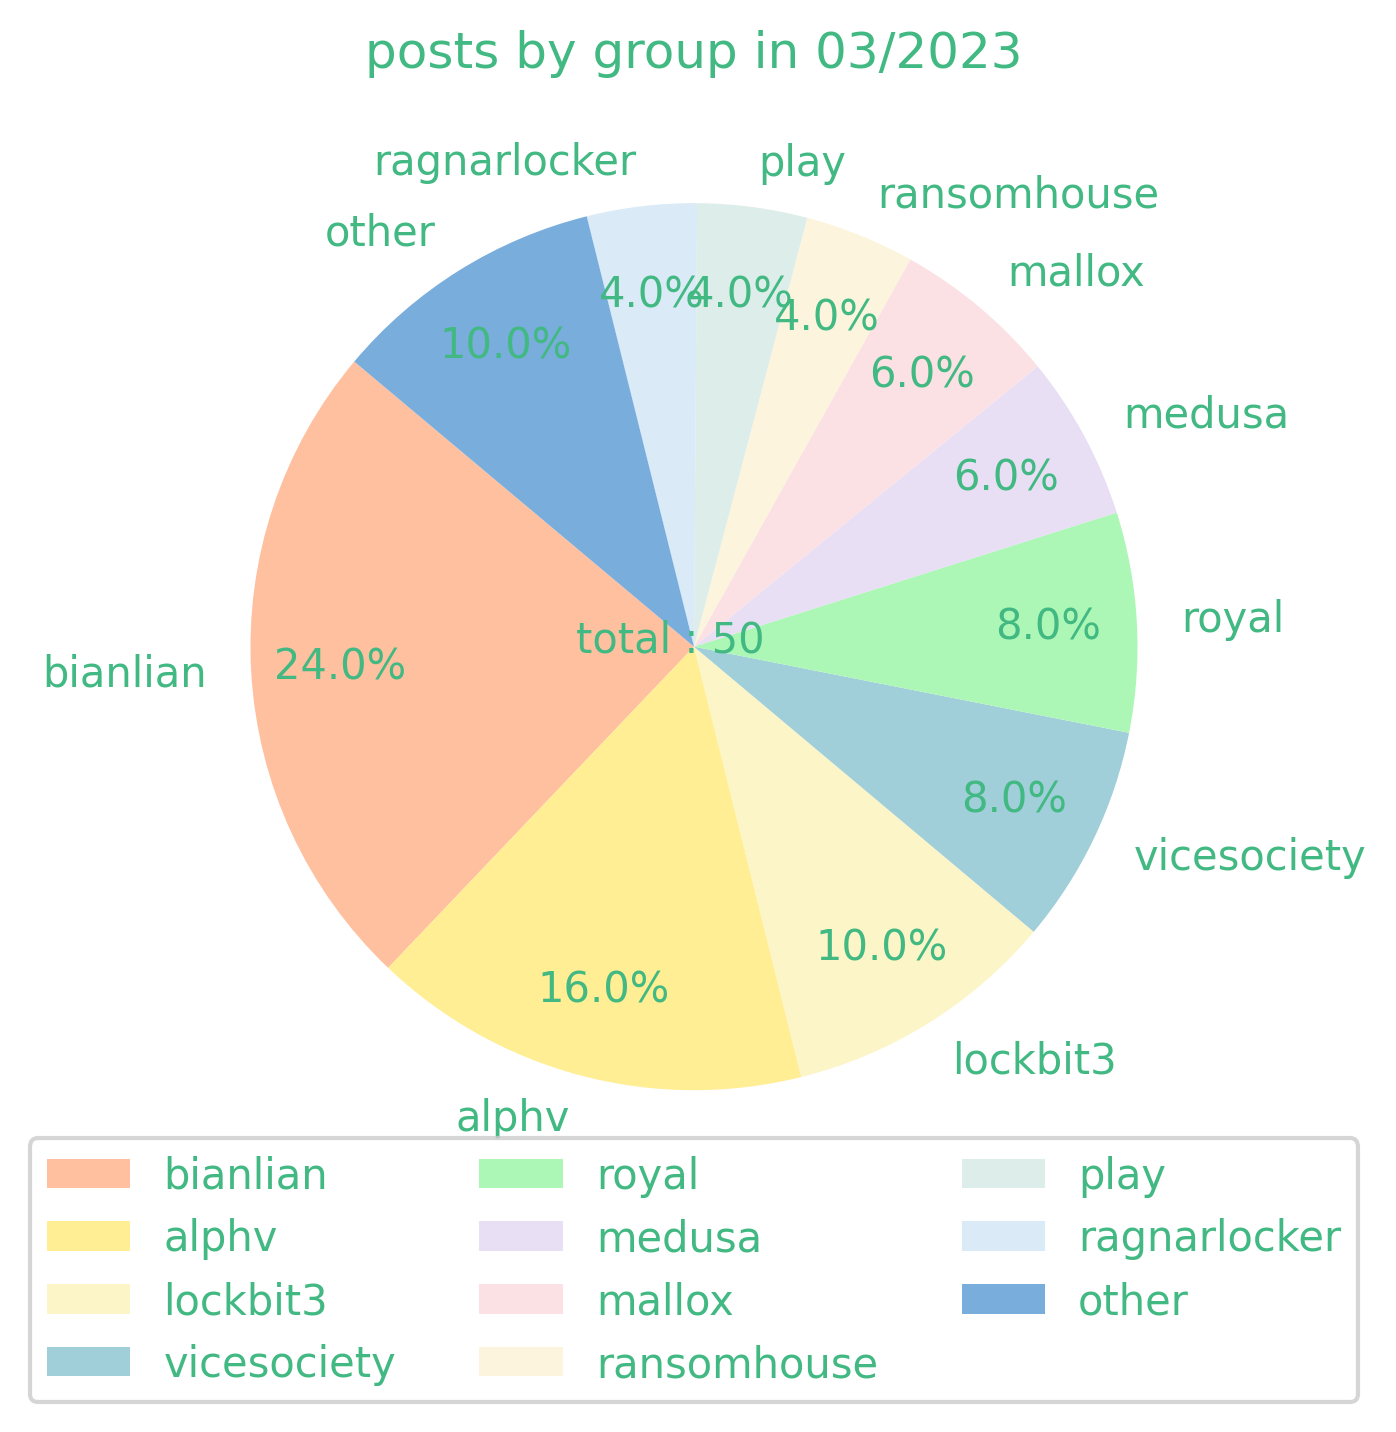 posts by group in 03/2023
ragnarlocker
play
ransomhouse
other
mallox
4.0%
4.0%
4.0%
10.0%
6.0%
medusa
6.0%
royal
8.0%
total : 50
bianlian
24.0%
8.0%
vicesociety
10.0%
16.0%
lockbit3
alphv
bianlian
alphv
lockbit3
vicesociety
royal
medusa
mallox
ransomhouse
play
ragnarlocker
other